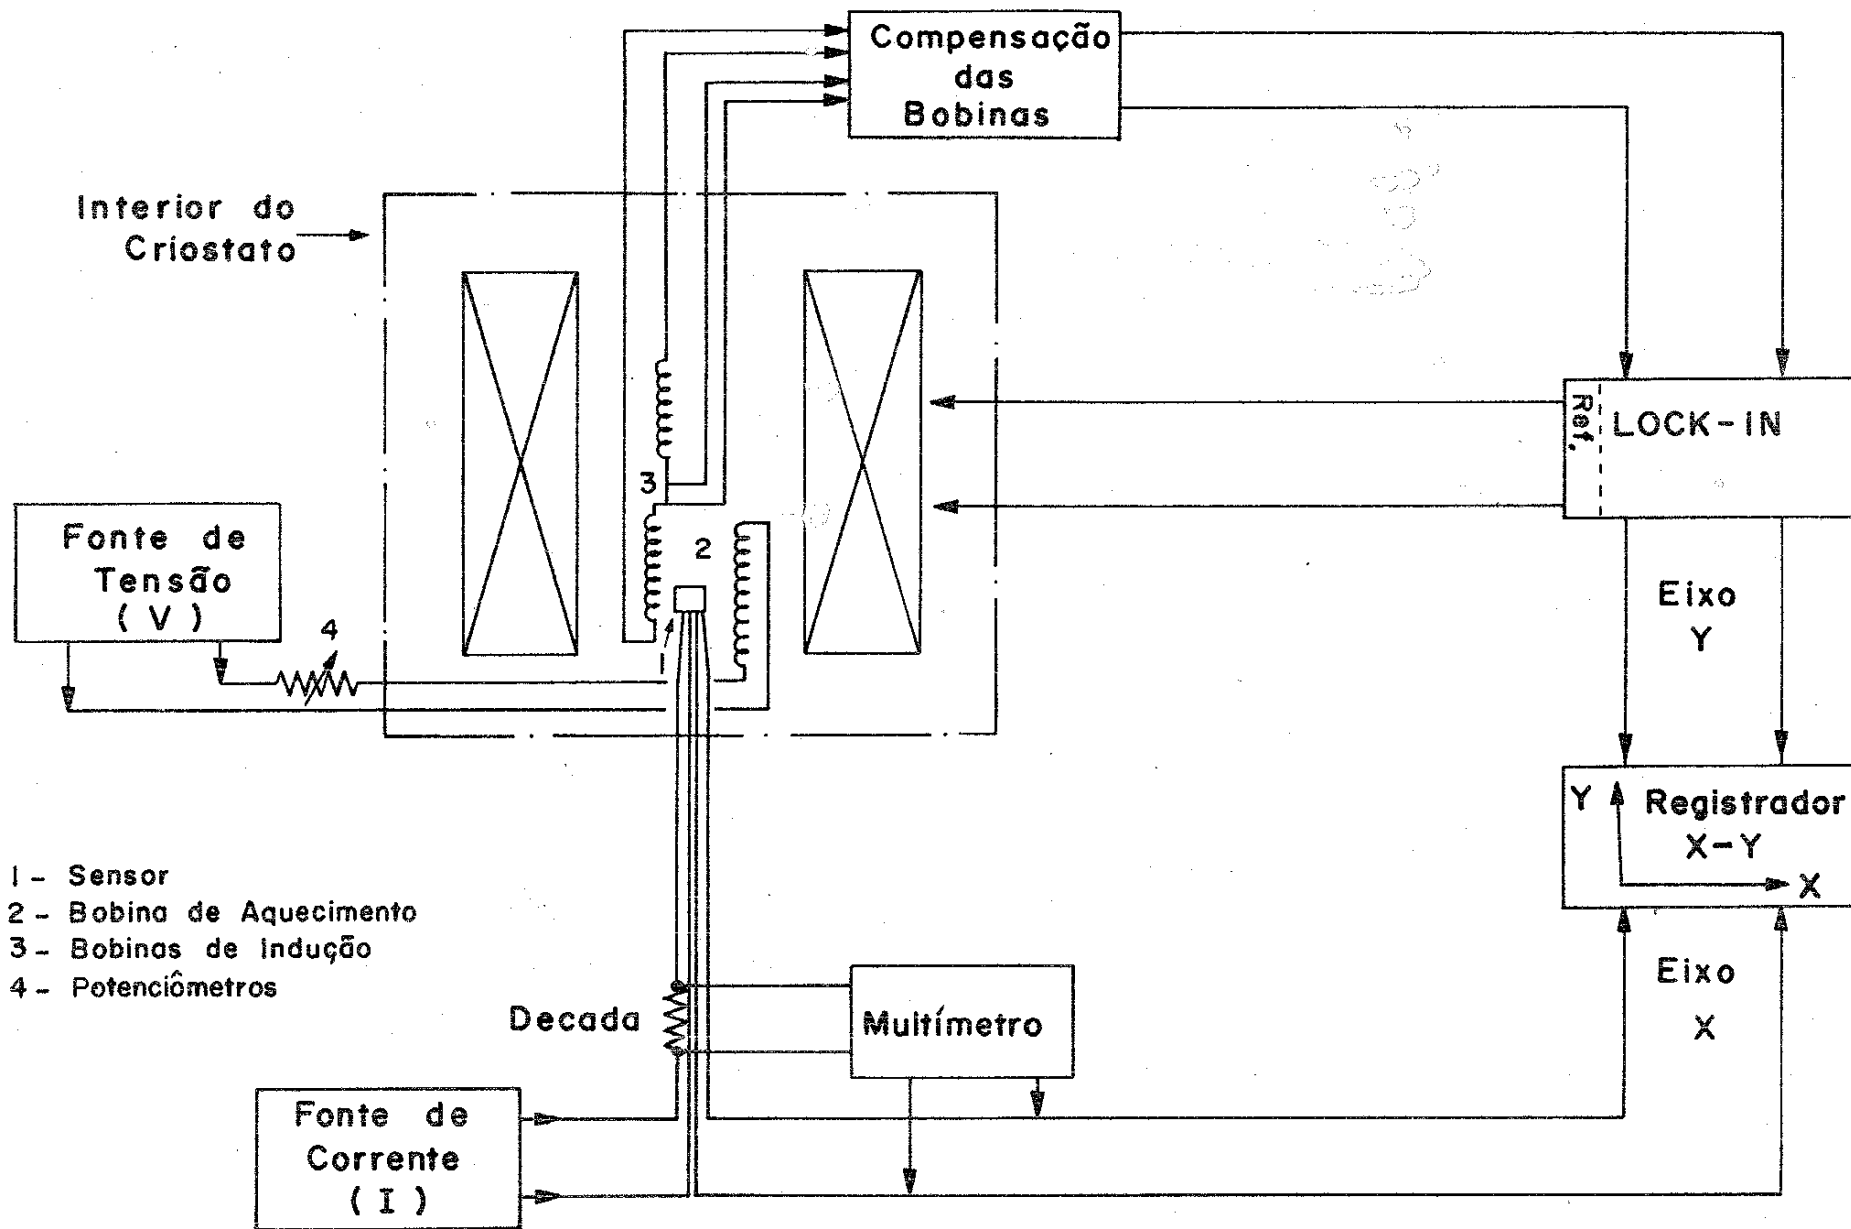 Compensação
das
Bobinas
Interior do
Criostato
Ref.
LOCK-IN
3
2
Fonte de
Tensão
( V )
4
1
Eixo
Y
Y
Registrador
X-Y
X
1 - Sensor
2 - Bobina de Aquecimento
3 - Bobinas de Indução
4 - Potenciômetros
Decada
Multímetro
Eixo
X
Fonte de
Corrente
( I )